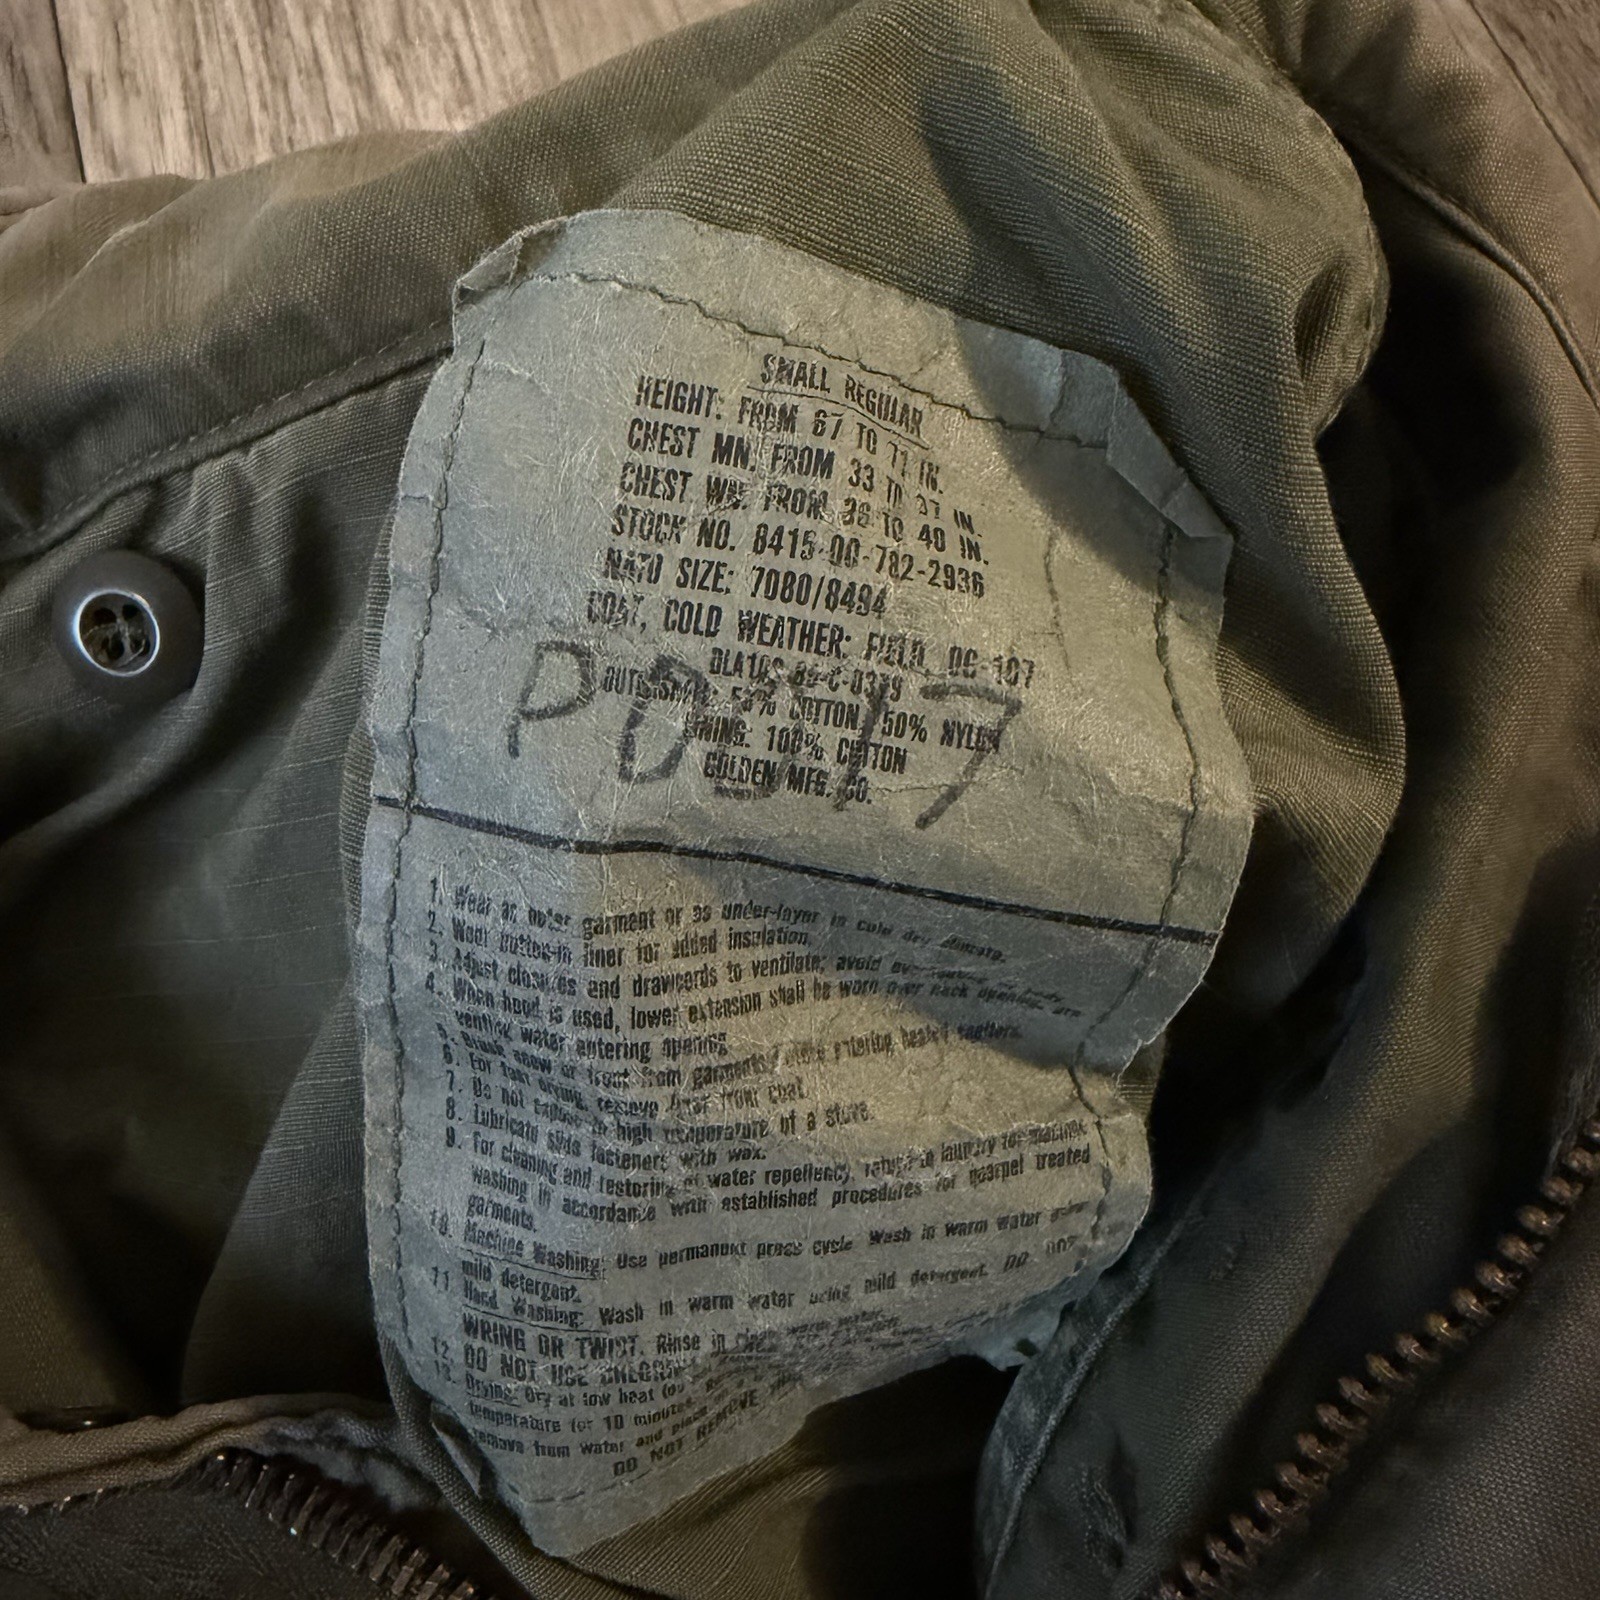 SMALL REGULAR
HEIGHT: FROM 67 TO 71 IN.
CHEST MN. FROM 33 TO 37 IN.
CHEST WN. FROM 38 TO 40 IN.
STOCK NO. 8415-00-782-2936
NATO SIZE: 7080/8494
COAT, COLD WEATHER: FIELD, OG-107
50% COTTON 50% NYLON
LINING: 100% COTTON
GOLDEN MFG. CO.
1. Wear as outer garment or as under-layer in cold dry climate.
2. Wear button-in liner for added insulation.
3. Adjust closures and drawcords to ventilate; avoid body.
4. When hood is used, lower extension shall be worn over neck opening,
water entering opening
5. Brush snow or frost from garments entering heated shelters.
6. For fast drying, remove liner from coat.
7. Do not expose to high temperature of a stove.
8. Lubricate slide fasteners with wax.
9. For cleaning and restoring of water repellency, return to laundry for machine
washing in accordance with established procedures for quarpel treated
garments.
10. Machine Washing: Use permanent press cycle Wash in warm water using
mild detergent.
11. Hand Washing: Wash in warm water using mild detergent. DO NOT
WRING OR TWIST. Rinse in clean warm water.
12. DO NOT USE
13. Drying: Dry at low heat
temperature for 10 minutes
remove from water and place
DO NOT REMOVE